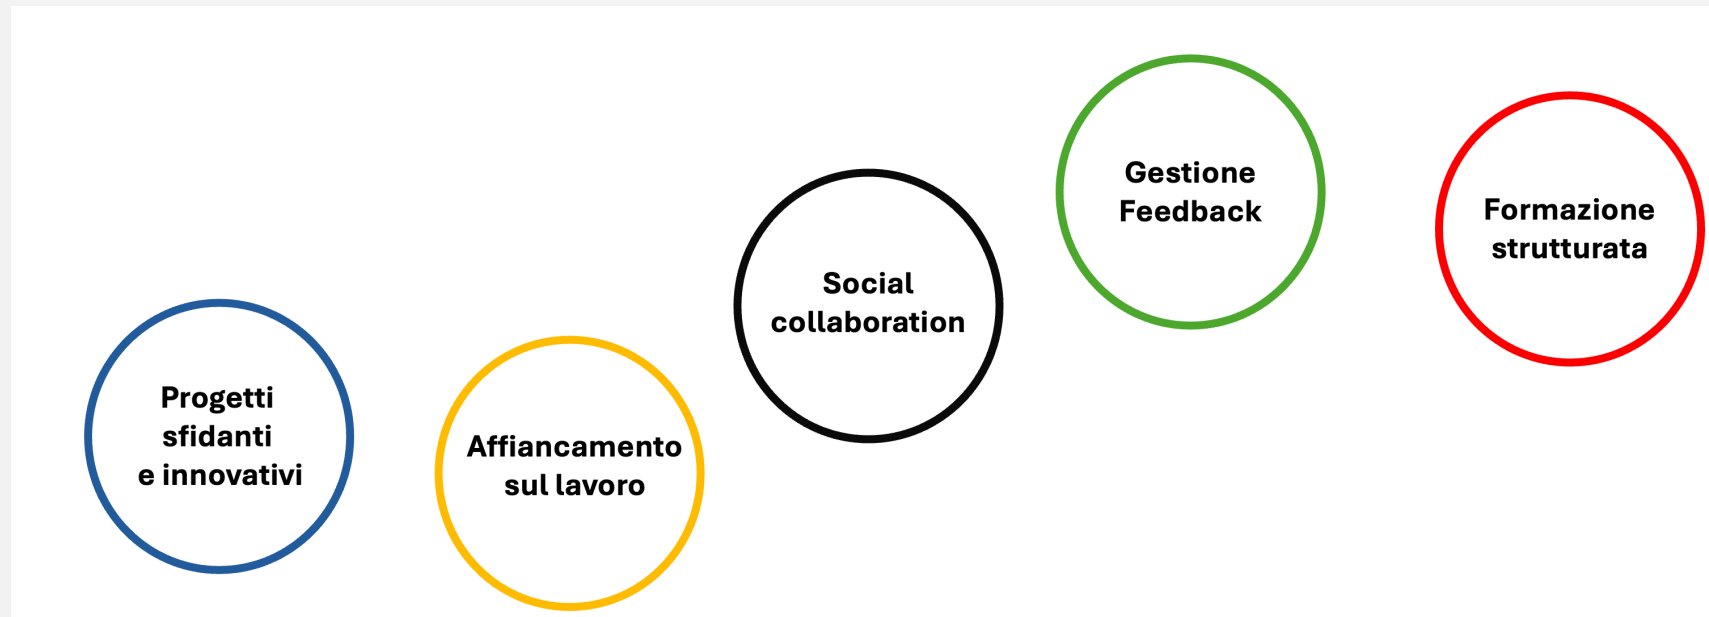 Progetti
sfidanti
e innovativi
Affiancamento
sul lavoro
Social
collaboration
Gestione
Feedback
Formazione
strutturata